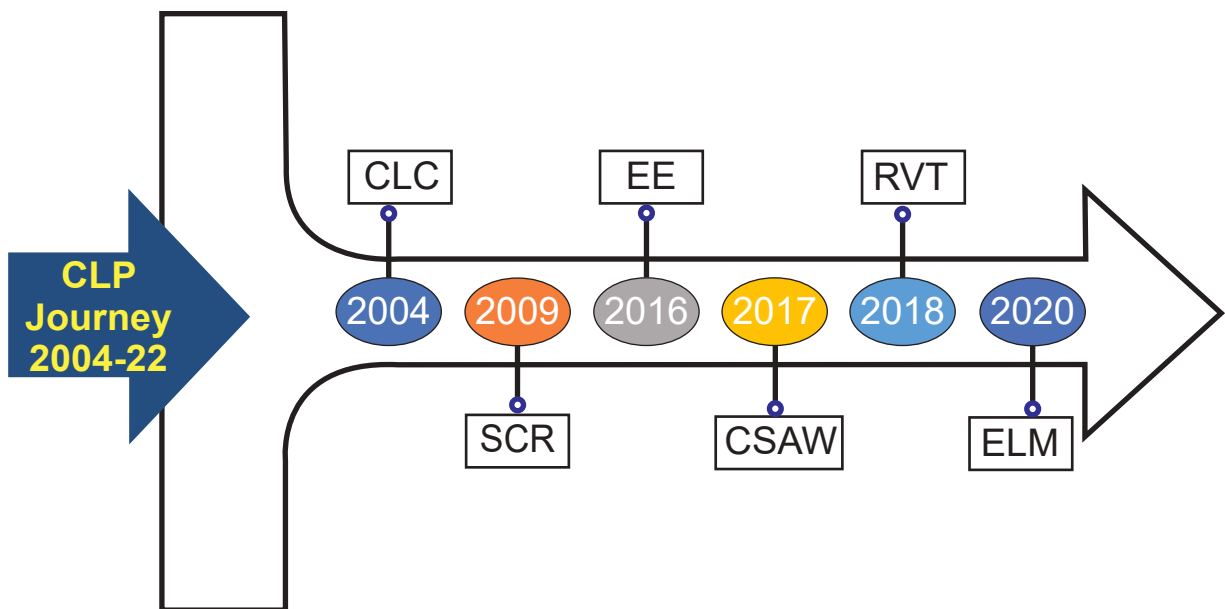 CLP
Journey
2004-22
CLC
EE
RVT
2004
2009
2016
2017
2018
2020
SCR
CSAW
ELM